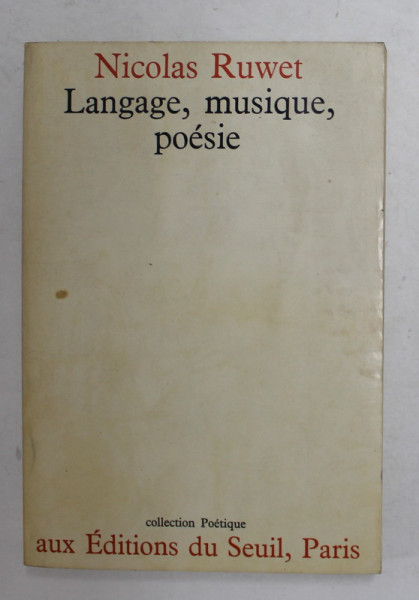 Nicolas Ruwet
Langage, musique,
poésie
collection Poétique
aux Éditions du Seuil, Paris